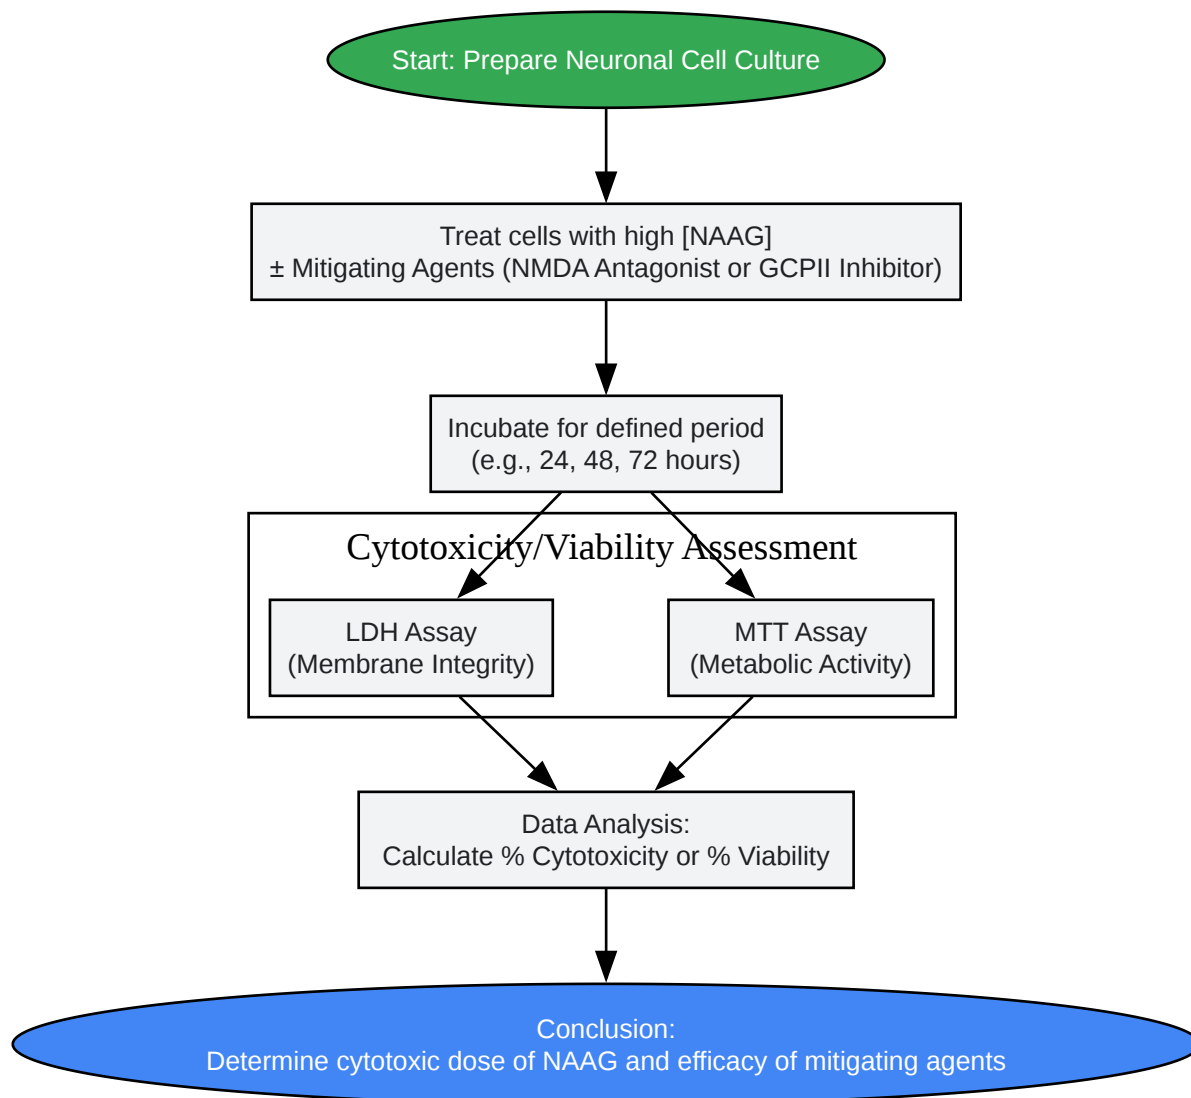 Start: Prepare Neuronal Cell Culture
Treat cells with high [NAAG]
± Mitigating Agents (NMDA Antagonist or GCPII Inhibitor)
Incubate for defined period
(e.g., 24, 48, 72 hours)
Cytotoxicity/Viability Assessment
LDH Assay
(Membrane Integrity)
MTT Assay
(Metabolic Activity)
Data Analysis:
Calculate % Cytotoxicity or % Viability
Conclusion:
Determine cytotoxic dose of NAAG and efficacy of mitigating agents